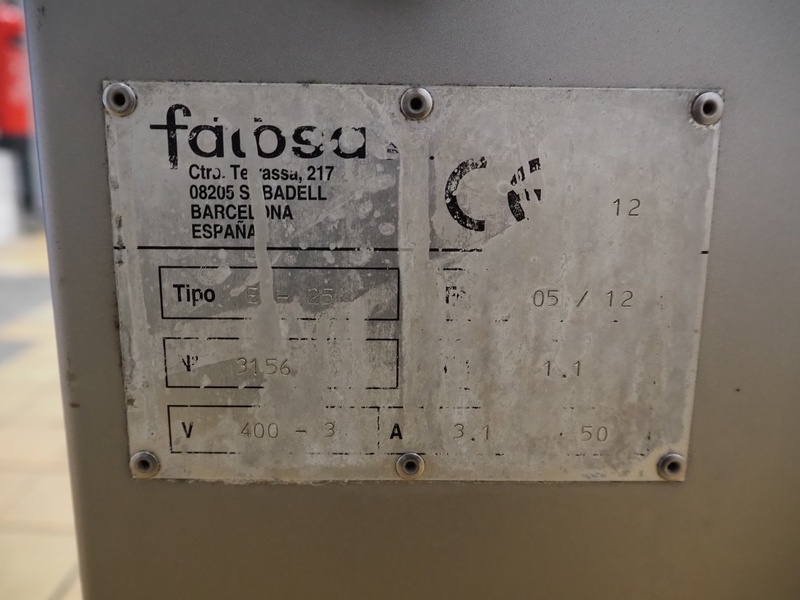 fatosa
Ctra. Terrassa, 217
08205 SABADELL
BARCELONA
ESPAÑA
12
Tipo
05 / 12
Nº 3156
1.1
V 400 - 3 A 3.1 50